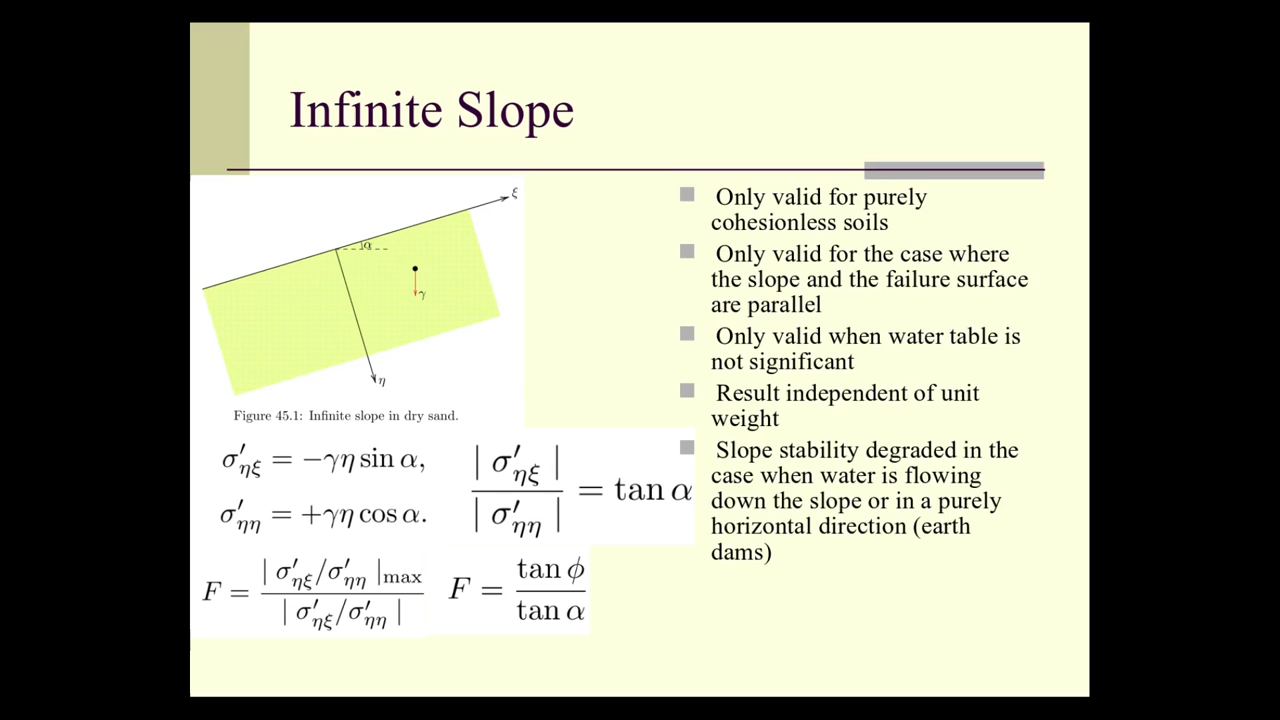 Infinite Slope
ξ
α
γ
η
Figure 45.1: Infinite slope in dry sand.
σ′ηξ = −γη sin α,
σ′ηη = +γη cos α.
| σ′ηξ | / | σ′ηη | = tan α
F = | σ′ηξ/σ′ηη |max / | σ′ηξ/σ′ηη |
F = tan ϕ / tan α
Only valid for purely
cohesionless soils
Only valid for the case where
the slope and the failure surface
are parallel
Only valid when water table is
not significant
Result independent of unit
weight
Slope stability degraded in the
case when water is flowing
down the slope or in a purely
horizontal direction (earth
dams)